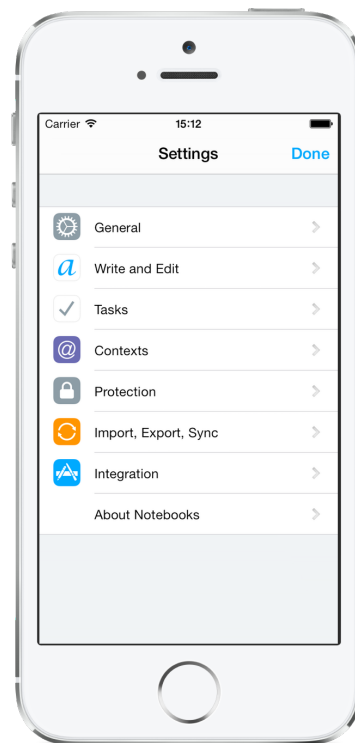 Carrier 15:12
Settings Done
General
a Write and Edit
Tasks
@ Contexts
Protection
Import, Export, Sync
Integration
About Notebooks